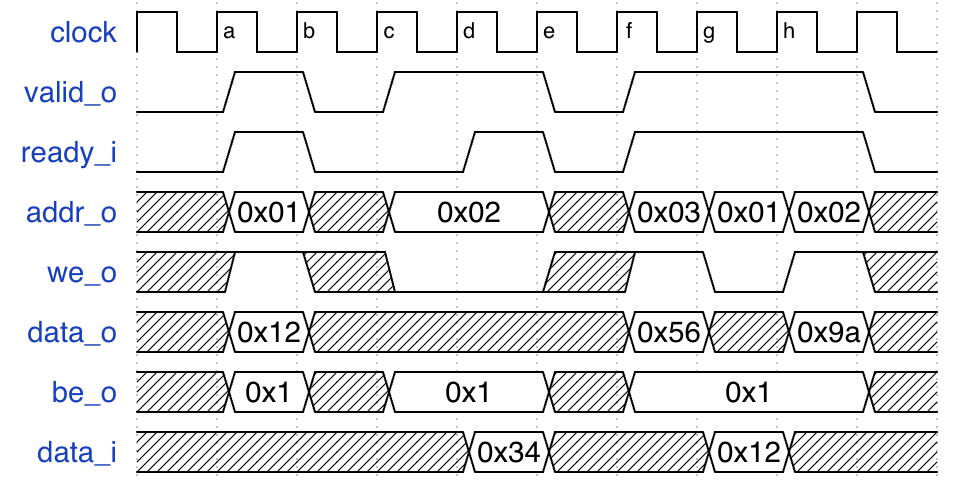 clock a b c d e f g h
valid_o
ready_i
addr_o 0x01 0x02 0x03 0x01 0x02
we_o
data_o 0x12 0x56 0x9a
be_o 0x1 0x1 0x1
data_i 0x34 0x12